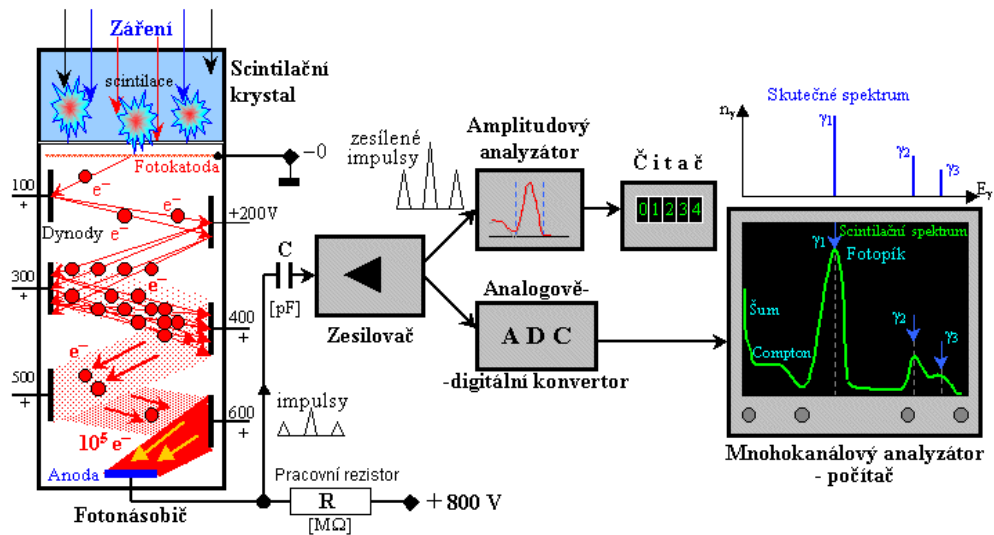 Záření
scintilace
Scintilační
krystal
Fotokatoda
–0
100
+
e⁻
e⁻
+200V
Dynody
300
+
e⁻
400
+
e⁻
500
+
600
+
10⁵ e⁻
Anoda
Fotonásobič
impulsy
Pracovní rezistor
R
[MΩ]
+ 800 V
C
[pF]
Zesilovač
zesílené
impulsy
Amplitudový
analyzátor
Čitač
01234
Analogově-
A D C
-digitální konvertor
Skutečné spektrum
nγ
γ1
γ2
γ3
Eγ
Scintilační spektrum
γ1
Fotopík
Šum
Compton
γ2
γ3
Mnohokanálový analyzátor
- počítač